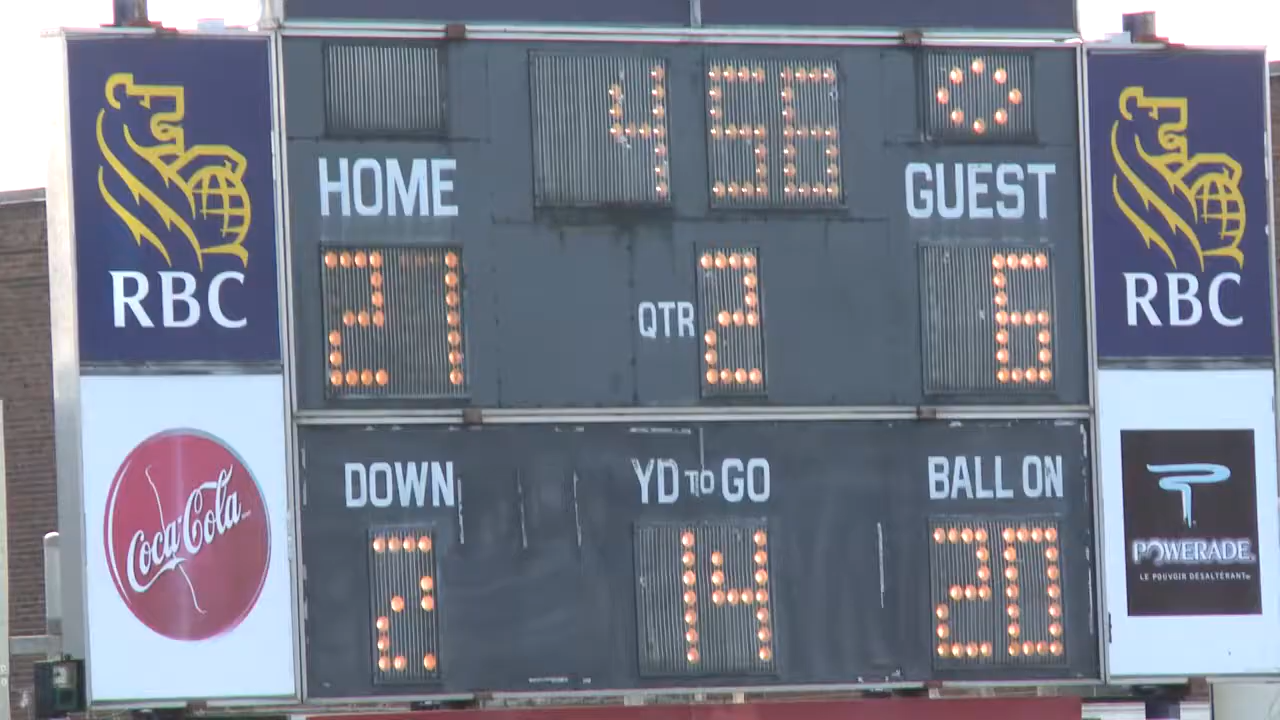 RBC
4 56
HOME
GUEST
21
QTR 2
6
RBC
DOWN
YD TO GO
BALL ON
2
14
20
Coca-Cola
POWERADE
LE POUVOIR DÉSALTÉRANT